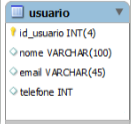 usuario
id_usuario INT(4)
nome VARCHAR(100)
email VARCHAR(45)
telefone INT